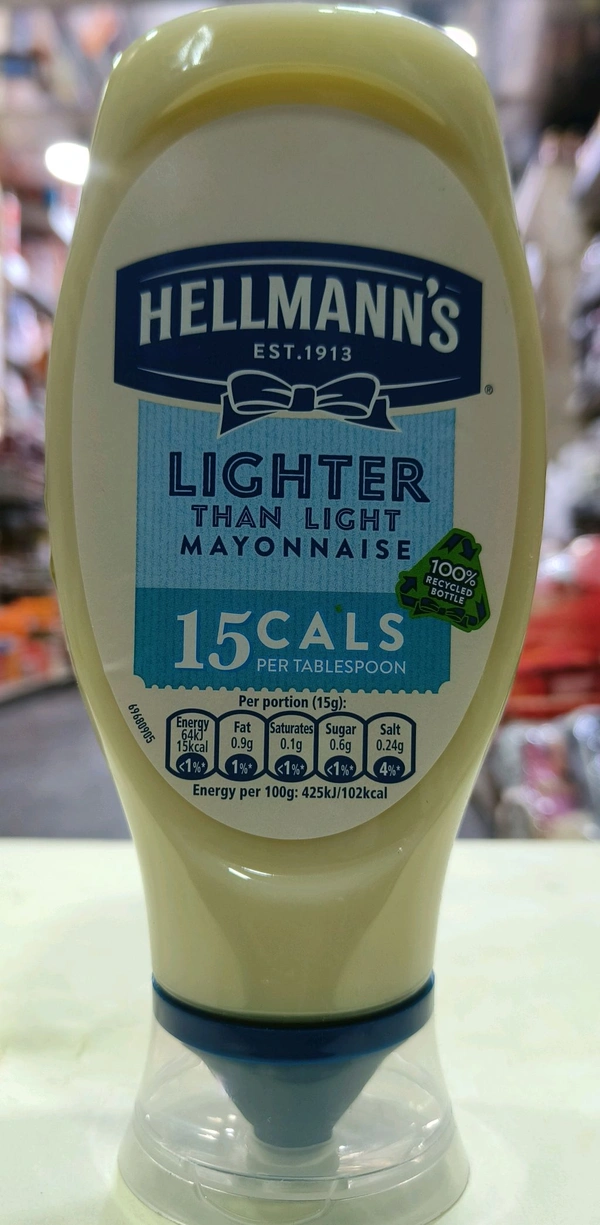 HELLMANN'S
EST.1913
®
LIGHTER
THAN LIGHT
MAYONNAISE
100%
RECYCLED
BOTTLE
15CALS
PER TABLESPOON
69680905
Per portion (15g):
Energy 64kJ 15kcal <1%*
Fat 0.9g 1%*
Saturates 0.1g <1%*
Sugar 0.6g <1%*
Salt 0.24g 4%*
Energy per 100g: 425kJ/102kcal